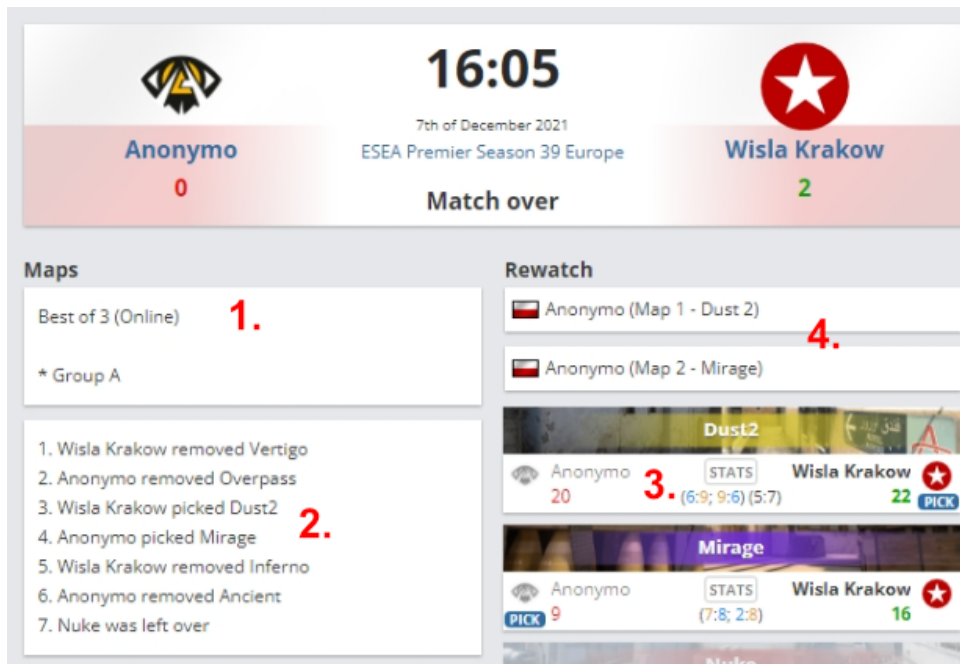 16:05
7th of December 2021
Anonymo
ESEA Premier Season 39 Europe
Wisla Krakow
0
Match over
2
Maps
Best of 3 (Online)
1.
* Group A
1. Wisla Krakow removed Vertigo
2. Anonymo removed Overpass
3. Wisla Krakow picked Dust2
4. Anonymo picked Mirage
5. Wisla Krakow removed Inferno
6. Anonymo removed Ancient
7. Nuke was left over
2.
Rewatch
Anonymo (Map 1 - Dust 2)
4.
Anonymo (Map 2 - Mirage)
Dust2
Anonymo
STATS
Wisla Krakow
20
3.
(6:9; 9:6) (5:7)
22
PICK
Mirage
Anonymo
STATS
Wisla Krakow
PICK
9
(7:8; 2:8)
16
Nuke